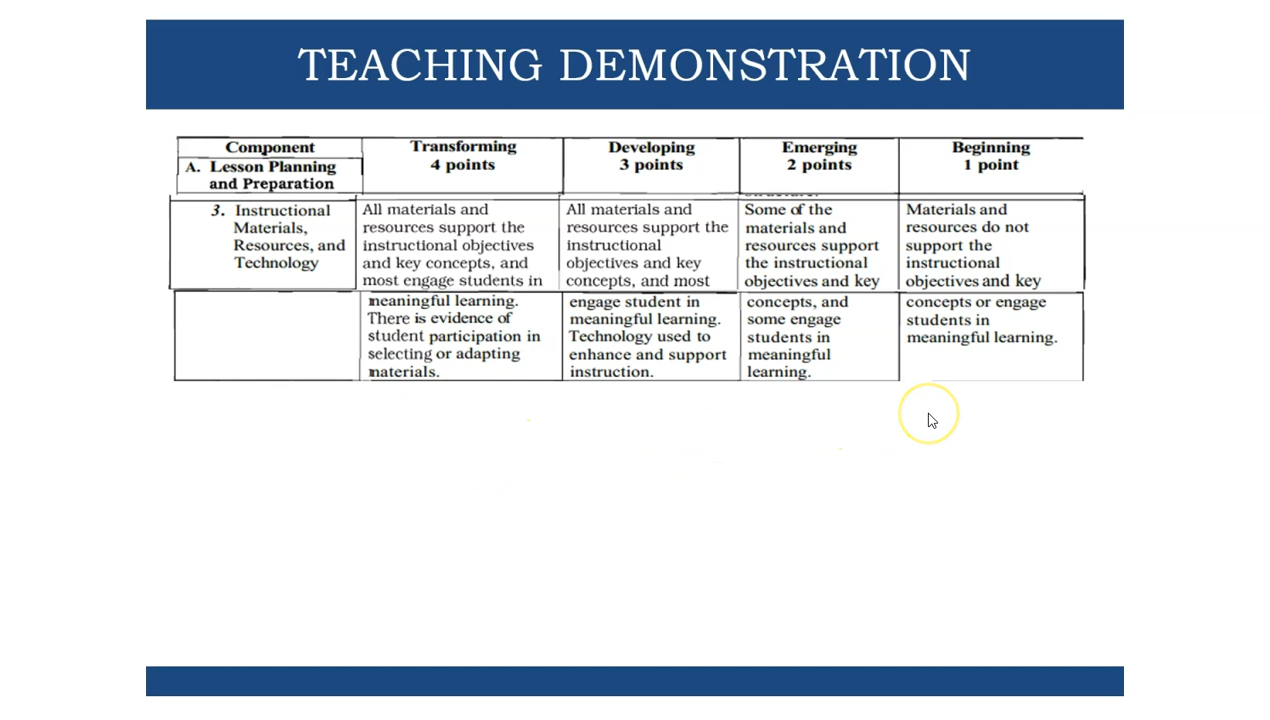 TEACHING DEMONSTRATION
Component
A. Lesson Planning
and Preparation
Transforming
4 points
Developing
3 points
Emerging
2 points
Beginning
1 point
3. Instructional
Materials,
Resources, and
Technology
All materials and
resources support the
instructional objectives
and key concepts, and
most engage students in
meaningful learning.
There is evidence of
student participation in
selecting or adapting
materials.
All materials and
resources support the
instructional
objectives and key
concepts, and most
engage student in
meaningful learning.
Technology used to
enhance and support
instruction.
Some of the
materials and
resources support
the instructional
objectives and key
concepts, and
some engage
students in
meaningful
learning.
Materials and
resources do not
support the
instructional
objectives and key
concepts or engage
students in
meaningful learning.